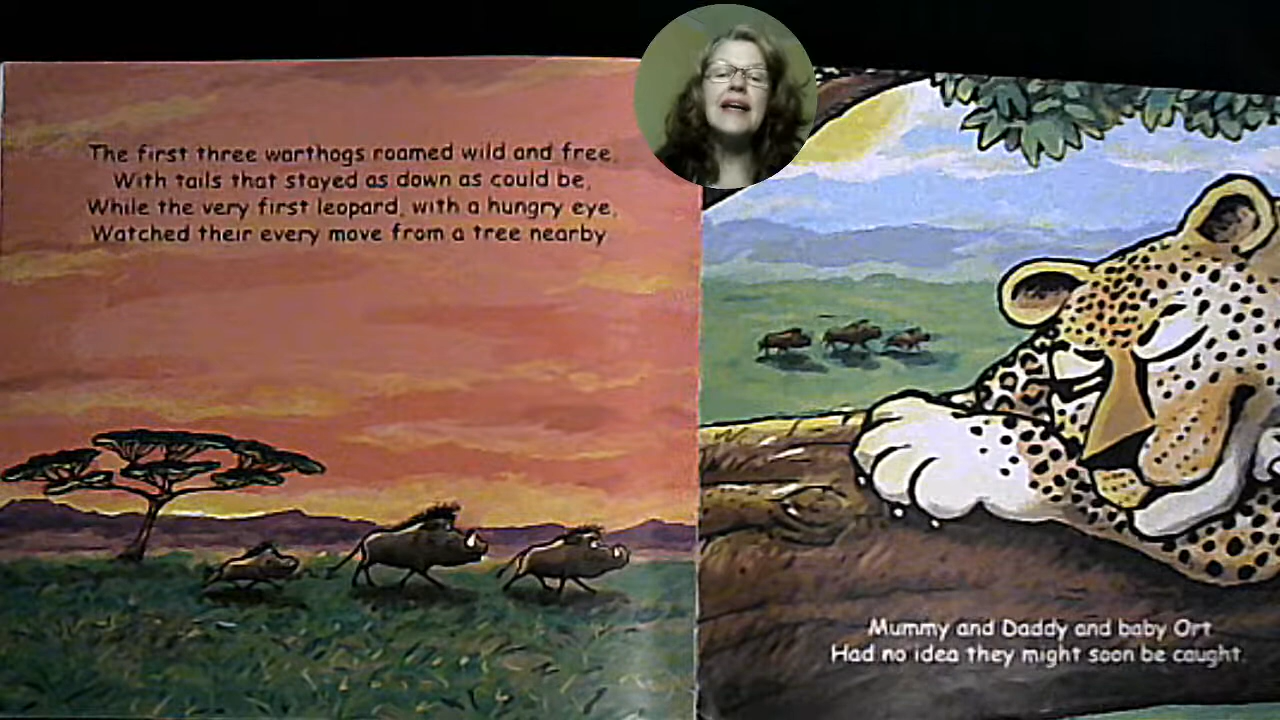 The first three warthogs roamed wild and free,
With tails that stayed as down as could be,
While the very first leopard, with a hungry eye,
Watched their every move from a tree nearby
Mummy and Daddy and baby Ort
Had no idea they might soon be caught.